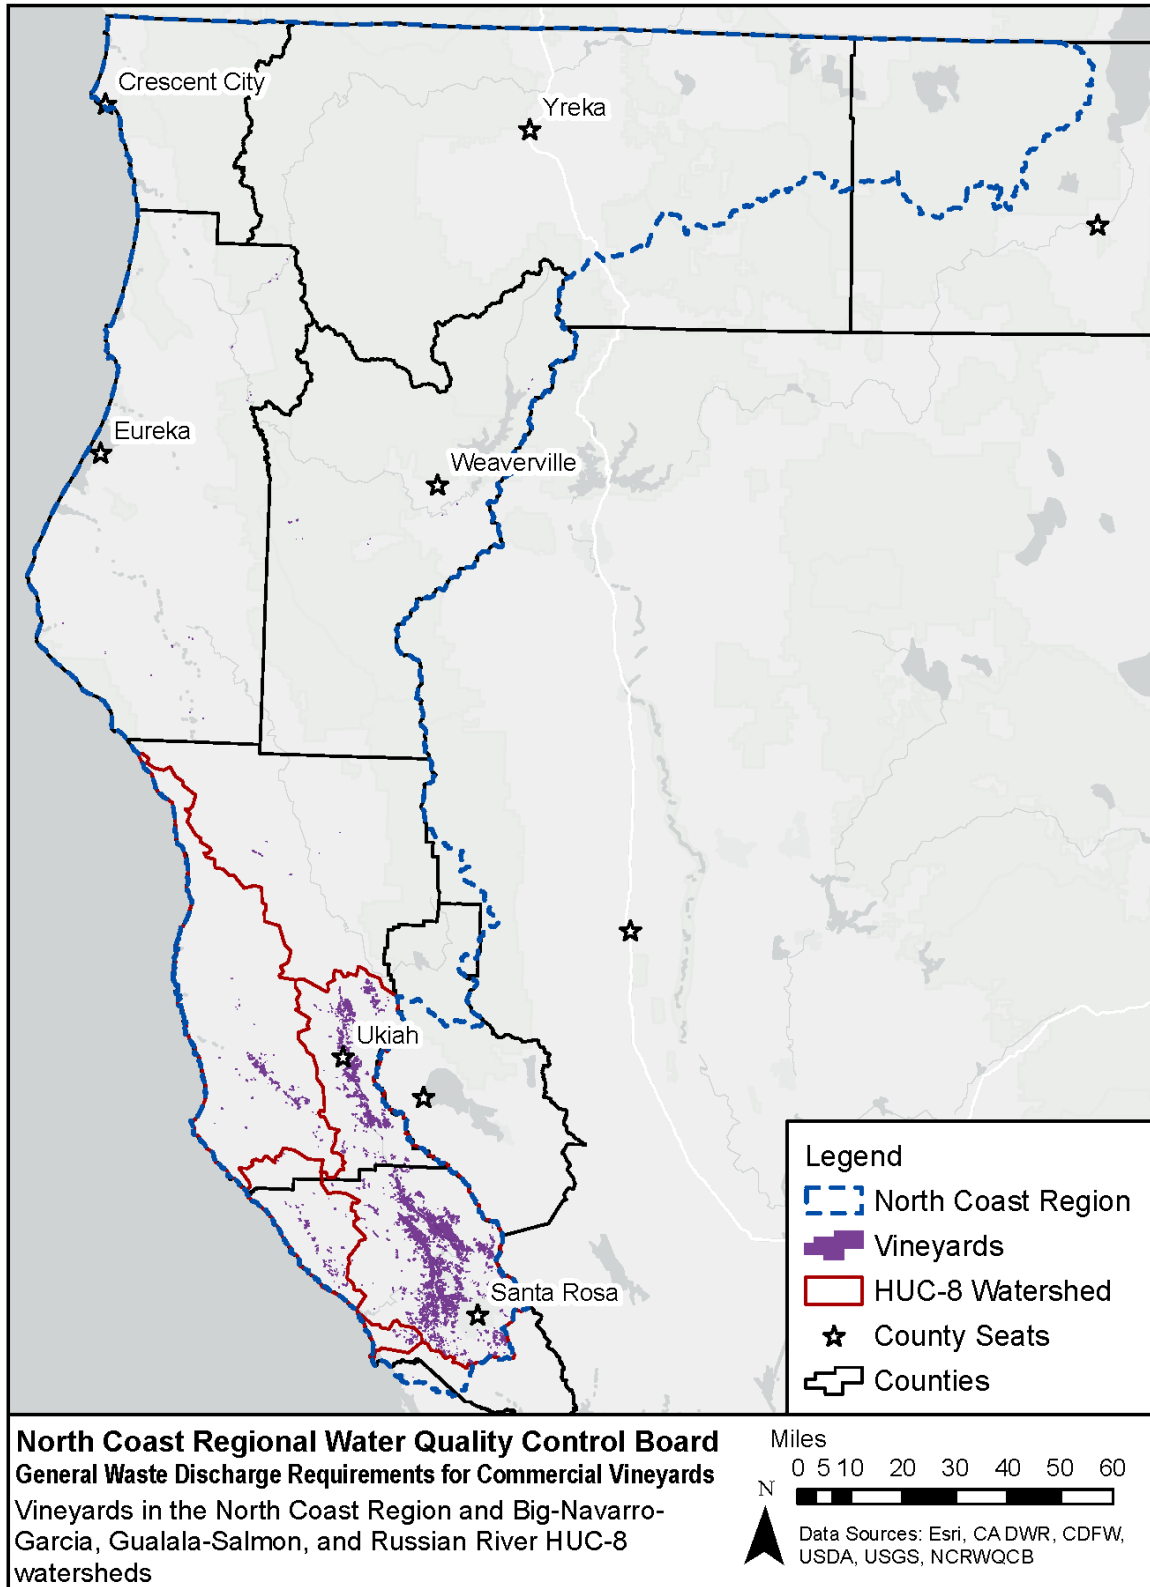 Crescent City
Yreka
Eureka
Weaverville
Ukiah
Santa Rosa
Legend
North Coast Region
Vineyards
HUC-8 Watershed
County Seats
Counties
North Coast Regional Water Quality Control Board
General Waste Discharge Requirements for Commercial Vineyards
Vineyards in the North Coast Region and Big-Navarro-
Garcia, Gualala-Salmon, and Russian River HUC-8
watersheds
Miles
0 5 10 20 30 40 50 60
N
Data Sources: Esri, CA DWR, CDFW,
USDA, USGS, NCRWQCB